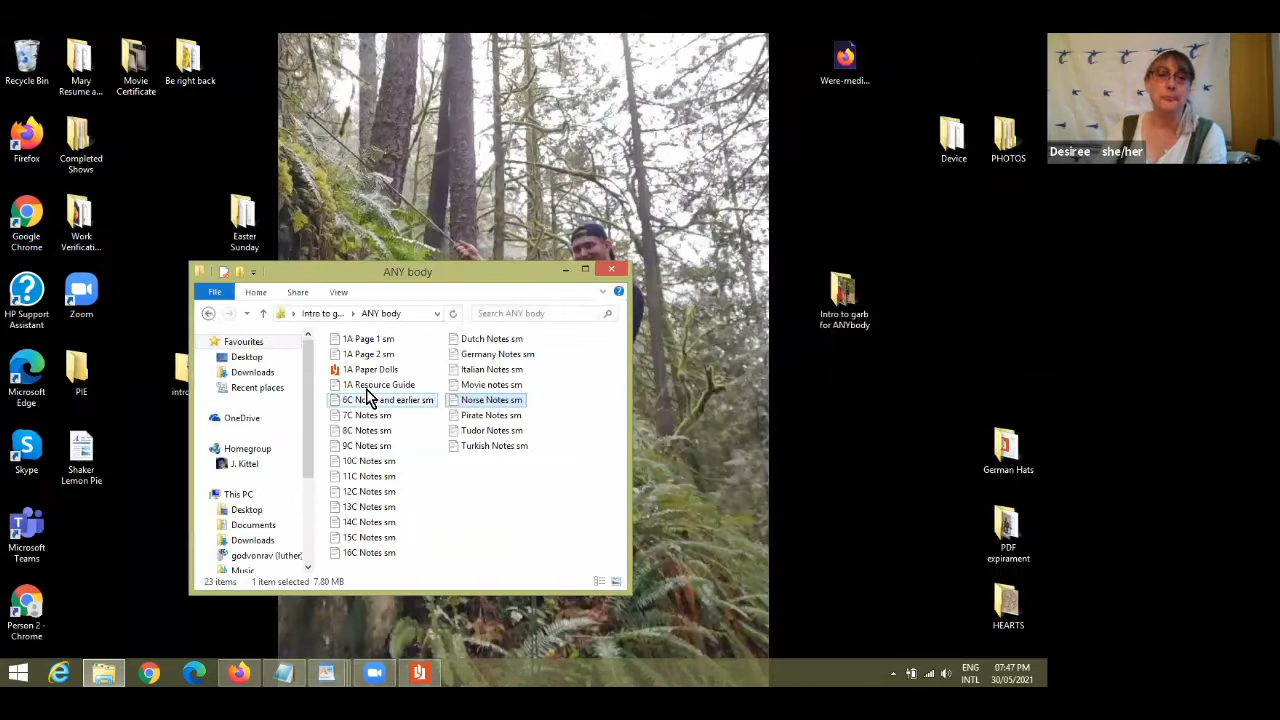 Recycle Bin
Mary
Resume a...
Movie
Certificate
Be right back
Were-medi...
Desiree she/her
Firefox
Completed
Shows
Device
PHOTOS
Google
Chrome
Work
Verificati...
Easter
Sunday
ANY body
File
Home
Share
View
Intro to g...
ANY body
Search ANY body
HP Support
Assistant
Zoom
Intro to garb
for ANYbody
Favourites
Desktop
Downloads
Recent places
OneDrive
Homegroup
J. Kittel
This PC
Desktop
Documents
Downloads
godvonrav (luther)
Music
1A Page 1 sm
1A Page 2 sm
1A Paper Dolls
1A Resource Guide
6C Notes and earlier sm
7C Notes sm
8C Notes sm
9C Notes sm
10C Notes sm
11C Notes sm
12C Notes sm
13C Notes sm
14C Notes sm
15C Notes sm
16C Notes sm
Dutch Notes sm
Germany Notes sm
Italian Notes sm
Movie notes sm
Norse Notes sm
Pirate Notes sm
Tudor Notes sm
Turkish Notes sm
23 items 1 item selected 7.80 MB
Microsoft
Edge
PIE
intro
Skype
Shaker
Lemon Pie
German Hats
Microsoft
Teams
PDF
expirament
Person 2 -
Chrome
HEARTS
ENG
INTL
07:47 PM
30/05/2021